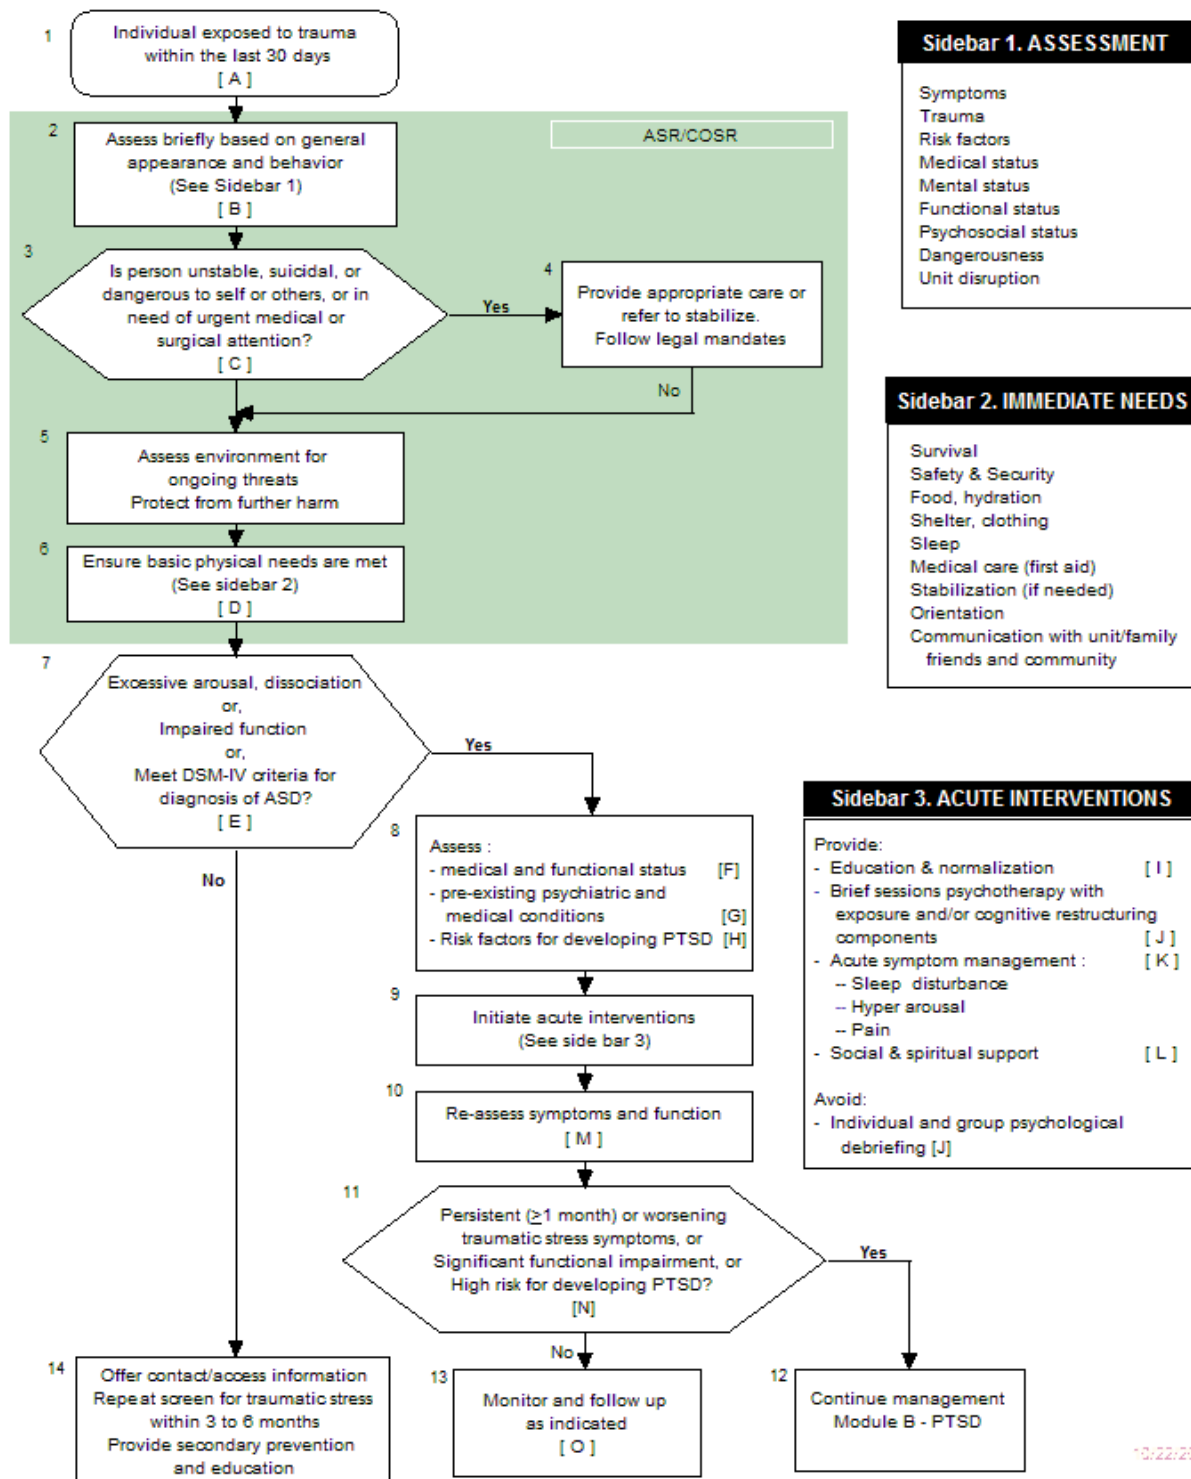 1
Individual exposed to trauma
within the last 30 days
[ A ]
2
Assess briefly based on general
appearance and behavior
(See Sidebar 1)
[ B ]
ASR/COSR
3
Is person unstable, suicidal, or
dangerous to self or others, or in
need of urgent medical or
surgical attention?
[ C ]
Yes
4
Provide appropriate care or
refer to stabilize.
Follow legal mandates
No
5
Assess environment for
ongoing threats
Protect from further harm
6
Ensure basic physical needs are met
(See sidebar 2)
[ D ]
7
Excessive arousal, dissociation
or,
Impaired function
or,
Meet DSM-IV criteria for
diagnosis of ASD?
[ E ]
Yes
No
8
Assess :
- medical and functional status [F]
- pre-existing psychiatric and
medical conditions [G]
- Risk factors for developing PTSD [H]
9
Initiate acute interventions
(See side bar 3)
10
Re-assess symptoms and function
[ M ]
11
Persistent (≥1 month) or worsening
traumatic stress symptoms, or
Significant functional impairment, or
High risk for developing PTSD?
[N]
Yes
No
14
Offer contact/access information
Repeat screen for traumatic stress
within 3 to 6 months
Provide secondary prevention
and education
13
Monitor and follow up
as indicated
[ O ]
12
Continue management
Module B - PTSD
Sidebar 1. ASSESSMENT
Symptoms
Trauma
Risk factors
Medical status
Mental status
Functional status
Psychosocial status
Dangerousness
Unit disruption
Sidebar 2. IMMEDIATE NEEDS
Survival
Safety & Security
Food, hydration
Shelter, clothing
Sleep
Medical care (first aid)
Stabilization (if needed)
Orientation
Communication with unit/family
friends and community
Sidebar 3. ACUTE INTERVENTIONS
Provide:
- Education & normalization [ I ]
- Brief sessions psychotherapy with
exposure and/or cognitive restructuring
components [ J ]
- Acute symptom management : [ K ]
-- Sleep disturbance
-- Hyper arousal
-- Pain
- Social & spiritual support [ L ]
Avoid:
- Individual and group psychological
debriefing [J]